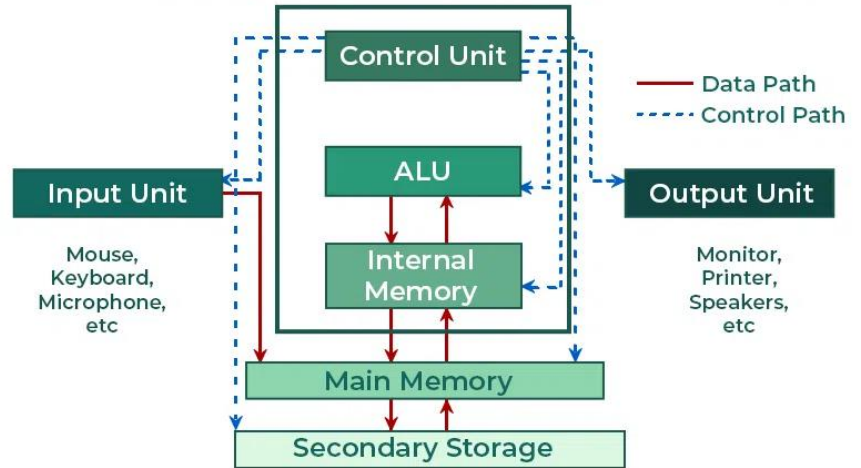 Control Unit
Data Path
Control Path
ALU
Input Unit
Output Unit
Mouse,
Keyboard,
Microphone,
etc
Internal
Memory
Monitor,
Printer,
Speakers,
etc
Main Memory
Secondary Storage